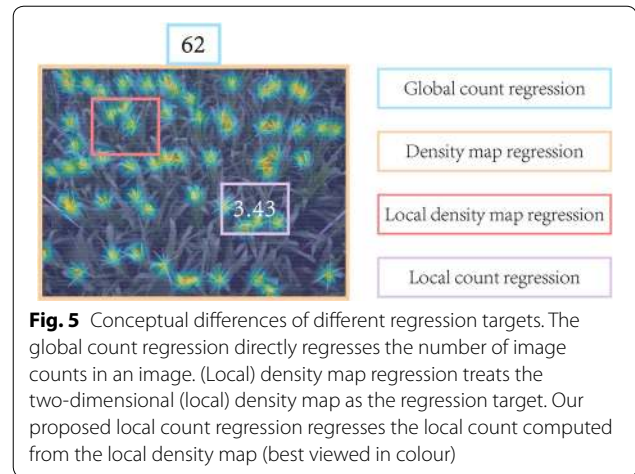 62
3.43
Global count regression
Density map regression
Local density map regression
Local count regression
Fig. 5 Conceptual differences of different regression targets. The
global count regression directly regresses the number of image
counts in an image. (Local) density map regression treats the
two-dimensional (local) density map as the regression target. Our
proposed local count regression regresses the local count computed
from the local density map (best viewed in colour)